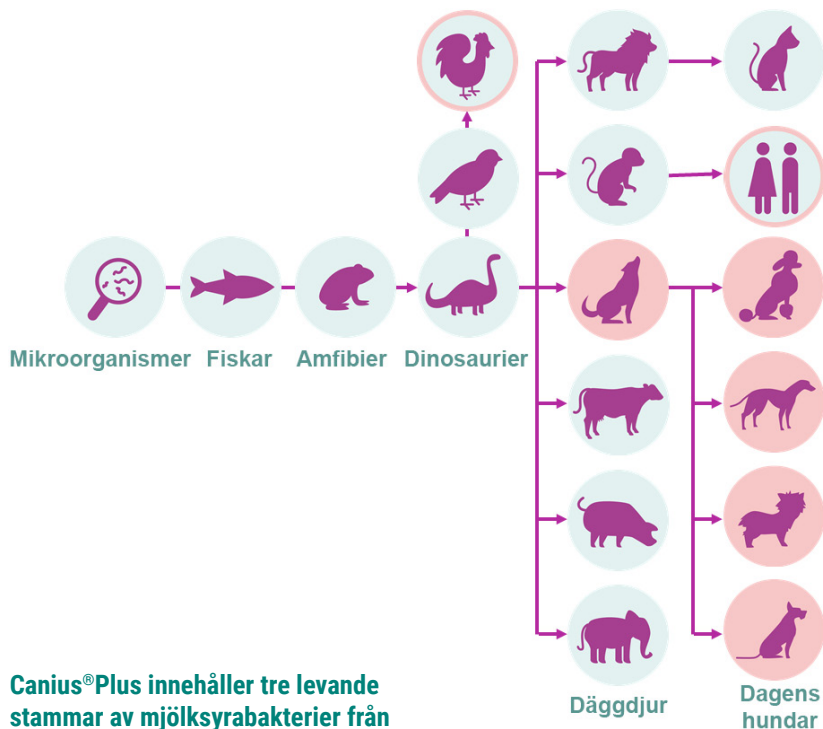 Mikroorganismer Fiskar Amfibier Dinosaurier
Däggdjur
Dagens
hundar
Canius®Plus innehåller tre levande
stammar av mjölksyrabakterier från